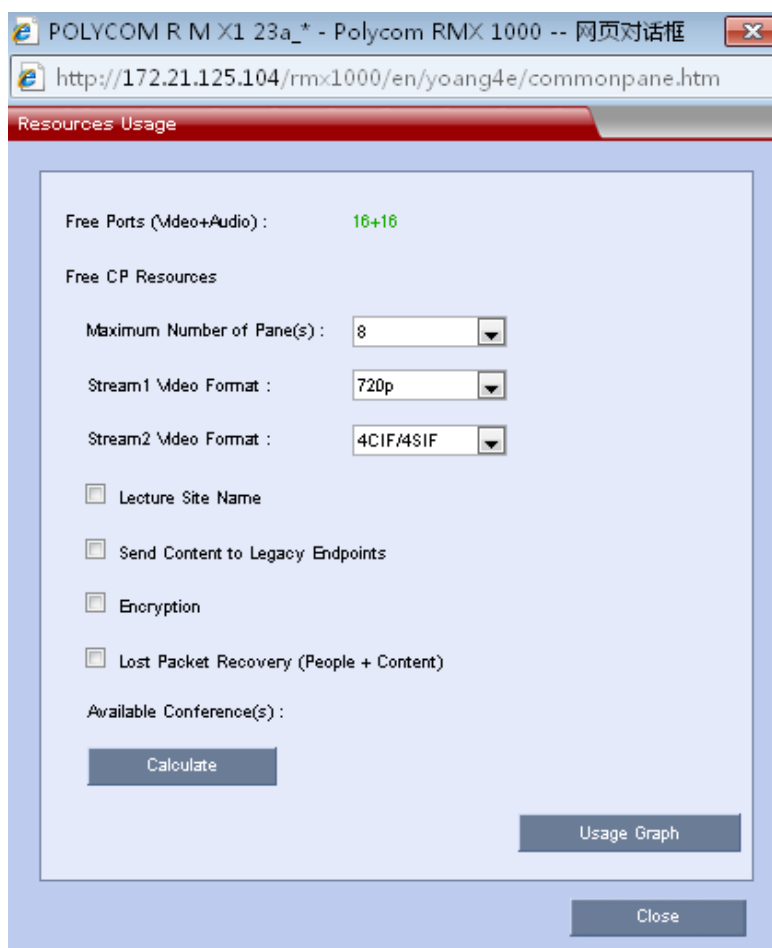 POLYCOM R M X1 23a_* - Polycom RMX 1000 -- 网页对话框
http://172.21.125.104/rmx1000/en/yoang4e/commonpane.htm
Resources Usage
Free Ports (Video+Audio) : 16+16
Free CP Resources
Maximum Number of Pane(s) : 8
Stream1 Video Format : 720p
Stream2 Video Format : 4CIF/4SIF
Lecture Site Name
Send Content to Legacy Endpoints
Encryption
Lost Packet Recovery (People + Content)
Available Conference(s) :
Calculate
Usage Graph
Close